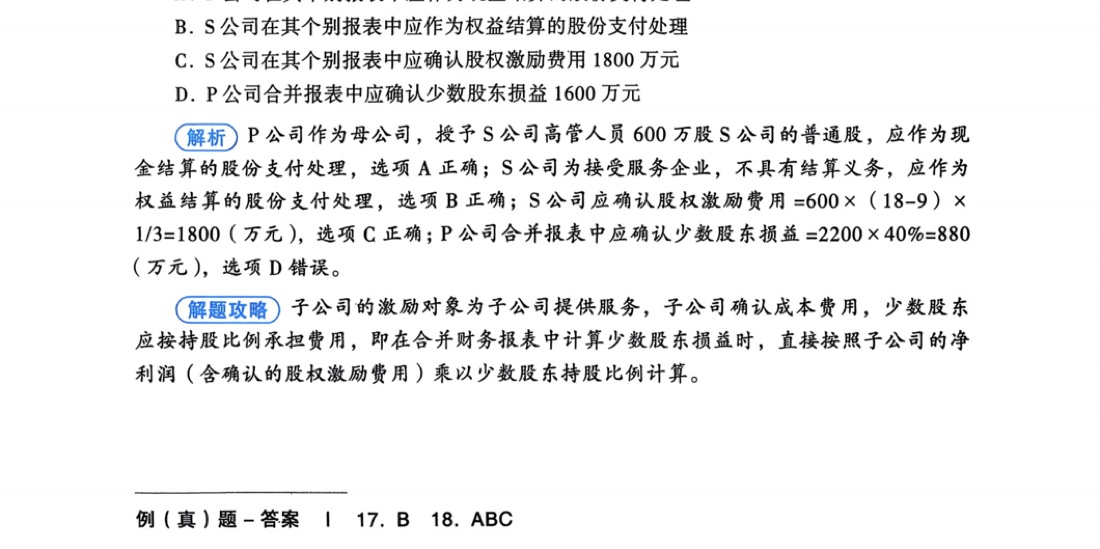 B. S公司在其个别报表中应作为权益结算的股份支付处理
C. S公司在其个别报表中应确认股权激励费用 1800 万元
D. P公司合并报表中应确认少数股东损益 1600 万元
解析 P公司作为母公司，授予S公司高管人员 600 万股S公司的普通股，应作为现
金结算的股份支付处理，选项 A 正确；S公司为接受服务企业，不具有结算义务，应作为
权益结算的股份支付处理，选项 B 正确；S公司应确认股权激励费用 =600×（18-9）×
1/3=1800（万元），选项 C 正确；P公司合并报表中应确认少数股东损益 =2200×40%=880
（万元），选项 D 错误。
解题攻略 子公司的激励对象为子公司提供服务，子公司确认成本费用，少数股东
应按持股比例承担费用，即在合并财务报表中计算少数股东损益时，直接按照子公司的净
利润（含确认的股权激励费用）乘以少数股东持股比例计算。
例（真）题－答案 | 17. B 18. ABC